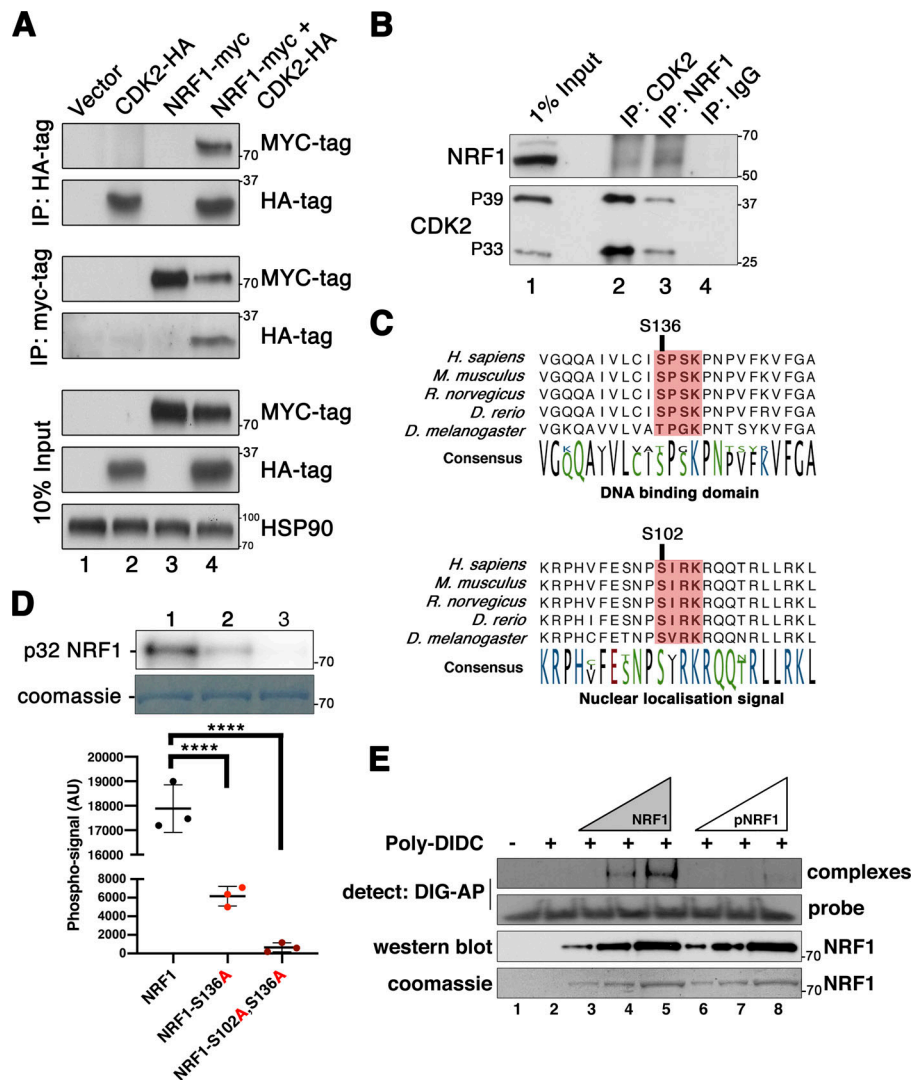 A
Vector
CDK2-HA
NRF1-myc
NRF1-myc +
CDK2-HA
IP: HA-tag
MYC-tag
-70
-37
HA-tag
IP: myc-tag
MYC-tag
-70
-37
HA-tag
10% Input
MYC-tag
-70
-37
HA-tag
-100
HSP90
-70
1 2 3 4
B
1% Input
IP: CDK2
IP: NRF1
IP: IgG
NRF1
-70
-50
CDK2
P39
-37
P33
-25
1 2 3 4
C
S136
H. sapiens VGQQAIVLCISPSKPNPVFKVFGA
M. musculus VGQQAIVLCISPSKPNPVFKVFGA
R. norvegicus VGQQAIVLCISPSKPNPVFKVFGA
D. rerio VGQQAIVLCISPSKPNPVFRVFGA
D. melanogaster VGKQAVVLVATPGKPNTSYKVFGA
Consensus
DNA binding domain
S102
H. sapiens KRPHVFESNPSIRKRQQTRLLRKL
M. musculus KRPHVFESNPSIRKRQQTRLLRKL
R. norvegicus KRPHVFESNPSIRKRQQTRLLRKL
D. rerio KRPHIFESNPSIRKRQQTRLLRKL
D. melanogaster KRPHCFETNPSVRKRQQNRLLRKL
Consensus
Nuclear localisation signal
D
1 2 3
p32 NRF1
-70
coomassie
-70
****
****
Phospho-signal (AU)
20000
19000
18000
17000
16000
8000
6000
4000
2000
0
NRF1
NRF1-S136A
NRF1-S102A,S136A
E
NRF1
pNRF1
Poly-DIDC - + + + + + + +
detect: DIG-AP
complexes
probe
western blot
-70 NRF1
coomassie
-70 NRF1
1 2 3 4 5 6 7 8